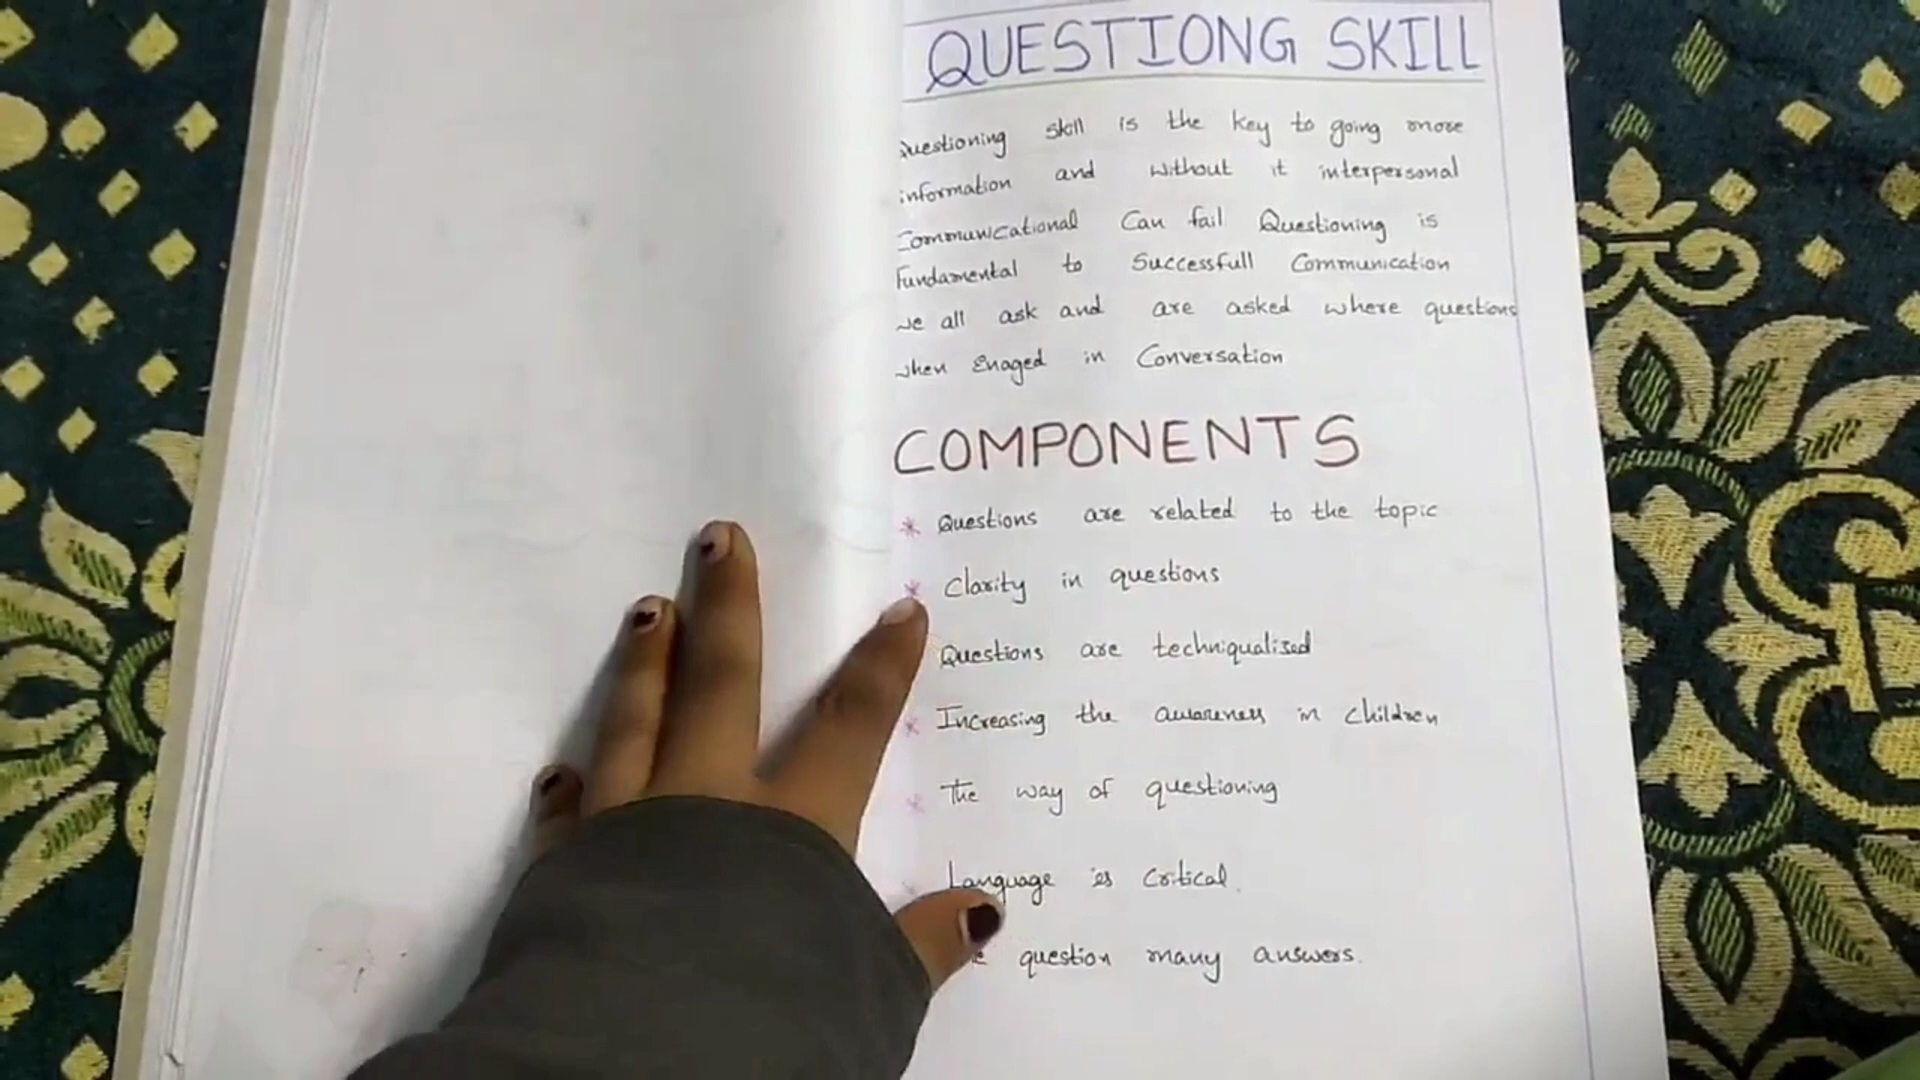 QUESTIONG SKILL
Questioning skill is the key to going more
information and without it interpersonal
Communicational Can fail Questioning is
Fundamental to Successfull Communication
we all ask and are asked where questions
when Enaged in Conversation
COMPONENTS
* Questions are related to the topic
* Clarity in questions
Questions are techniqualised
* Increasing the awareness in children
* The way of questioning
* Language is Critical.
question many answers.